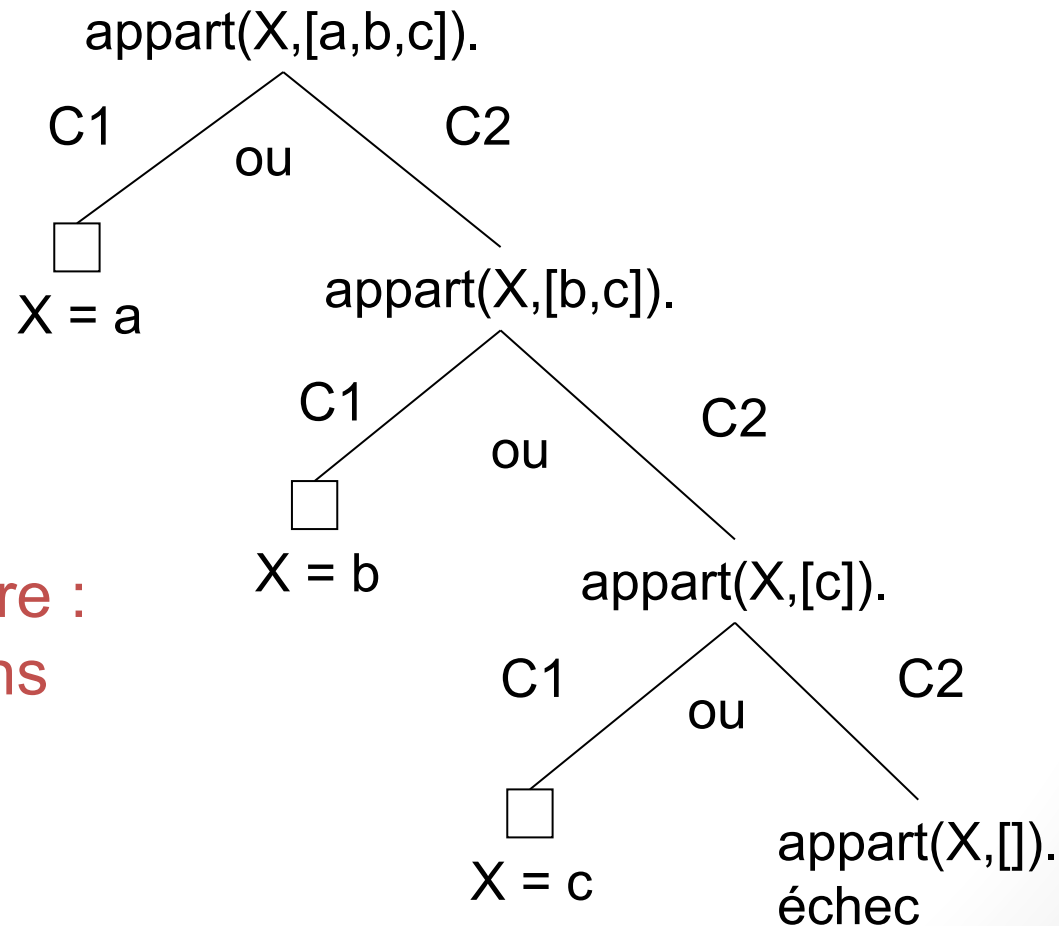 appart(X,[a,b,c]).
C1
C2
ou
X = a
appart(X,[b,c]).
C1
C2
ou
X = b
re :
ns
appart(X,[c]).
C1
C2
ou
X = c
appart(X,[]).
échec